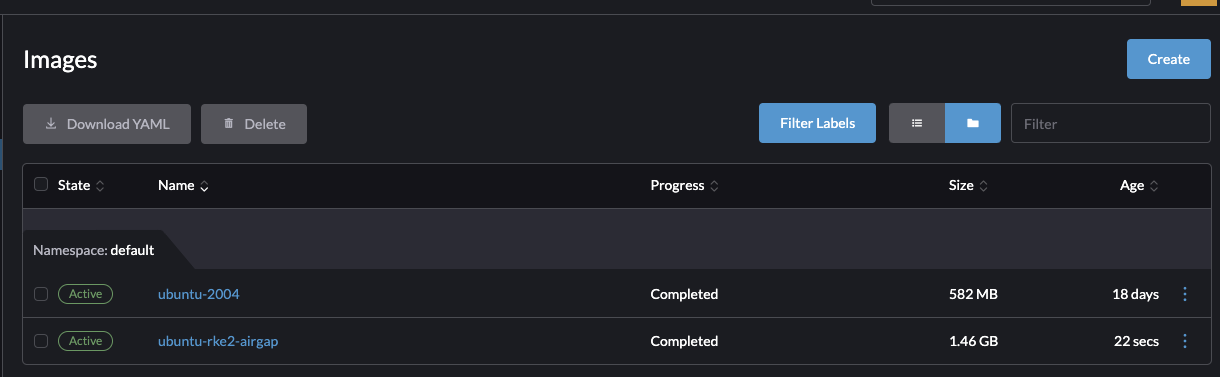 Images
Create
Download YAML Delete Filter Labels Filter
State Name Progress Size Age
Namespace: default
Active ubuntu-2004 Completed 582 MB 18 days
Active ubuntu-rke2-airgap Completed 1.46 GB 22 secs